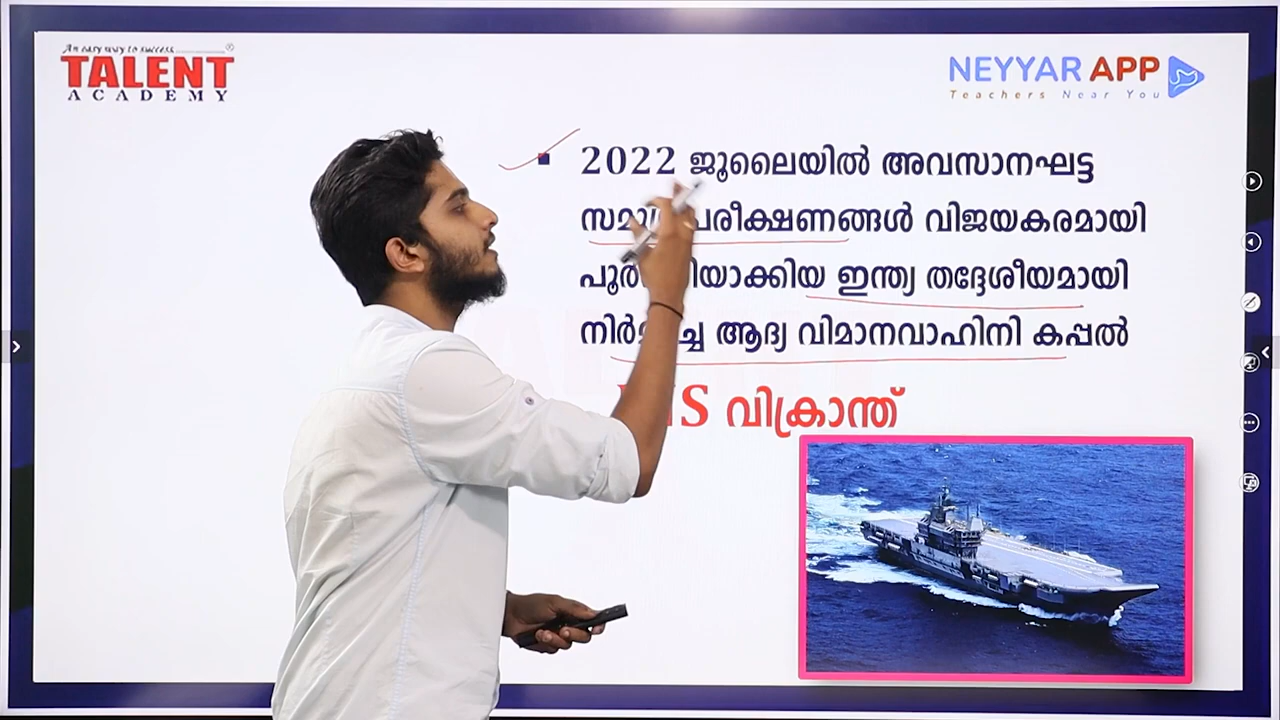 An easy way to success............®
TALENT
ACADEMY
NEYYAR APP
Teachers Near You
2022 ജൂലൈയിൽ അവസാനഘട്ട
പരീക്ഷണങ്ങൾ വിജയകരമായി
ഇന്ത്യ തദ്ദേശീയമായി
ആദ്യ വിമാനവാഹിനി കപ്പൽ
വിക്രാന്ത്